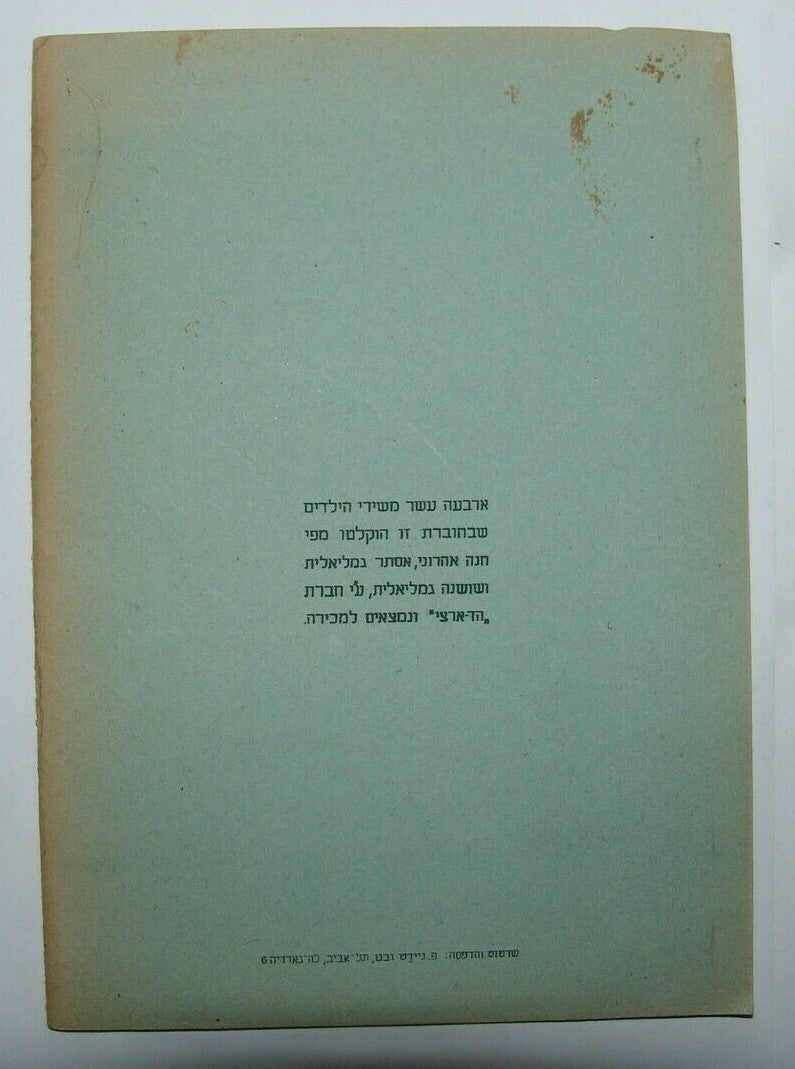 ארבעה עשר משירי הילדים
שבחוברת זו הוקלטו מפי
חנה אהרוני, אסתר גמליאלית
ושושנה גמליאלית, ע"י חברת
„הד-ארצי" ונמצאים למכירה.
שרטוט והדפסה: פ. ניידט ובנו, תל-אביב, לה-גארדיה 6